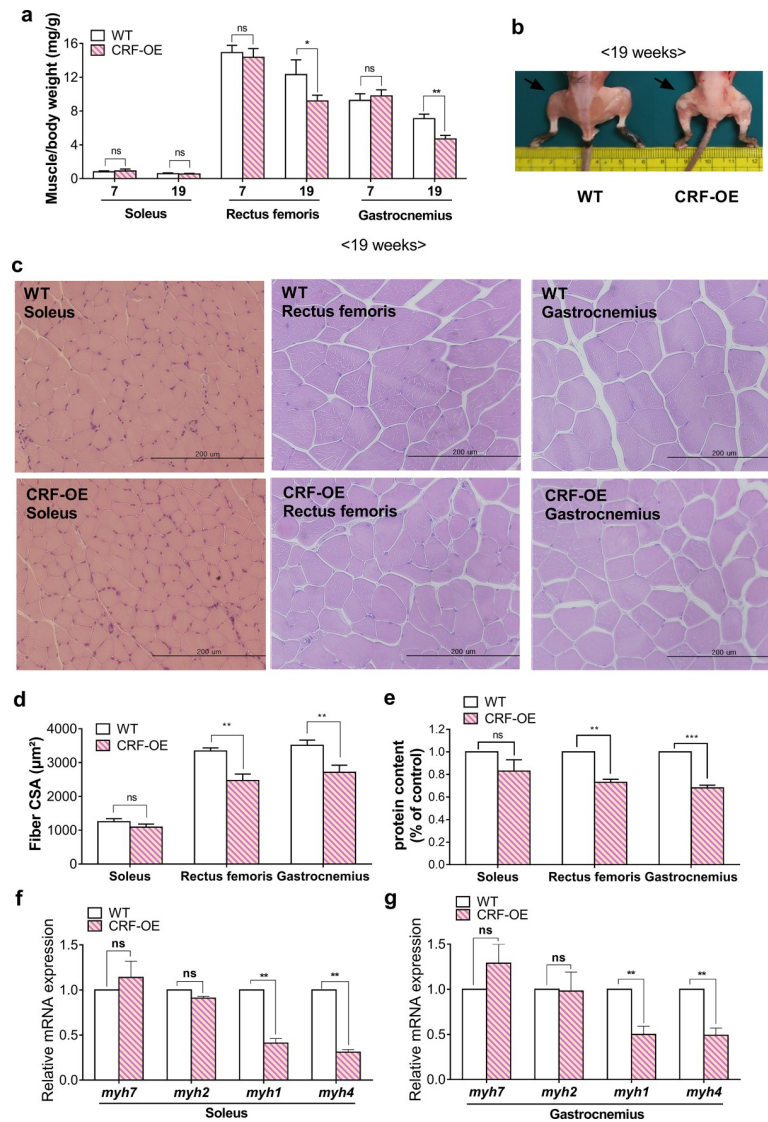 a
WT
CRF-OE
Muscle/body weight (mg/g)
16
12
8
4
0
ns
ns
ns
*
ns
**
7
19
7
19
7
19
Soleus
Rectus femoris
Gastrocnemius
b
<19 weeks>
WT
CRF-OE
<19 weeks>
c
WT
Soleus
200 um
WT
Rectus femoris
200 um
WT
Gastrocnemius
200 um
CRF-OE
Soleus
200 um
CRF-OE
Rectus femoris
200 um
CRF-OE
Gastrocnemius
200 um
d
WT
CRF-OE
Fiber CSA (µm²)
4000
3000
2000
1000
0
ns
**
**
Soleus
Rectus femoris
Gastrocnemius
e
WT
CRF-OE
protein content
(% of control)
1.2
1.0
0.8
0.6
0.4
0.2
0.0
ns
**
***
Soleus
Rectus femoris
Gastrocnemius
f
WT
CRF-OE
Relative mRNA expression
1.5
1.0
0.5
0.0
ns
ns
**
**
myh7
myh2
myh1
myh4
Soleus
g
WT
CRF-OE
Relative mRNA expression
1.5
1.0
0.5
0.0
ns
ns
**
**
myh7
myh2
myh1
myh4
Gastrocnemius